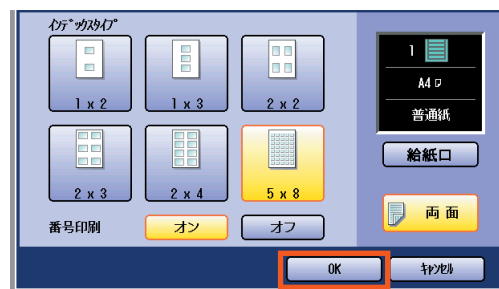 ｲﾝﾃﾞｯｸｽﾀｲﾌﾟ
1 x 2
1 x 3
2 x 2
2 x 3
2 x 4
5 x 8
番号印刷
オン
オフ
1
A4
普通紙
給紙口
両面
OK
ｷｬﾝｾﾙ